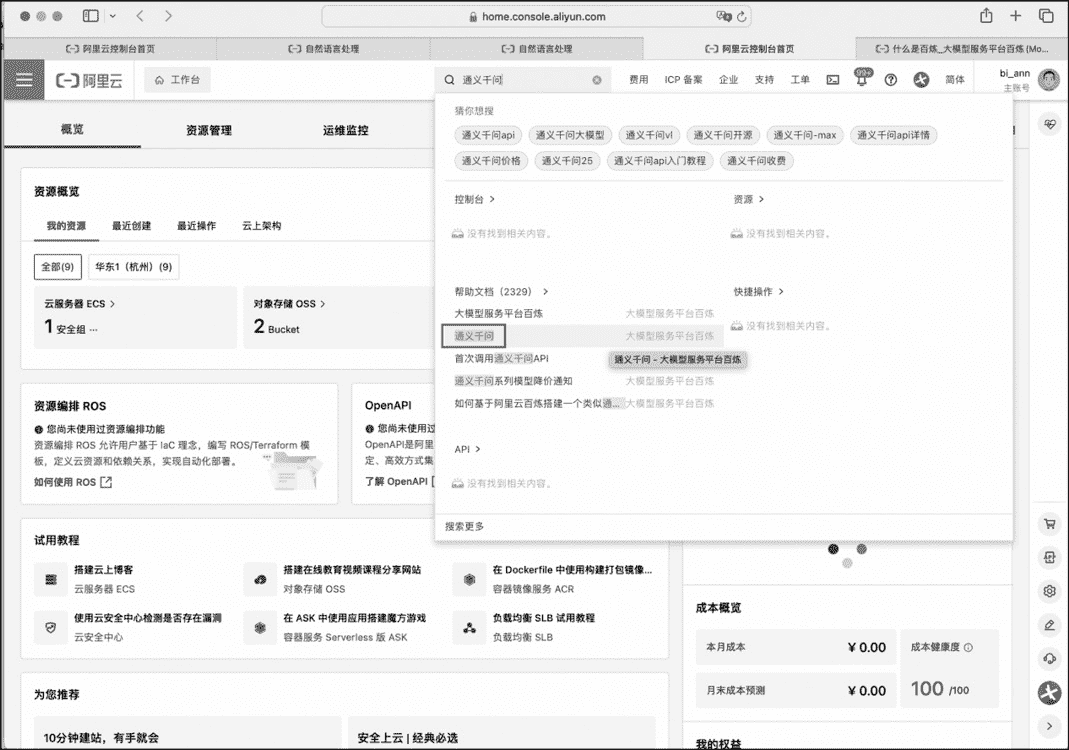 home.console.aliyun.com
阿里云控制台首页
自然语言处理
自然语言处理
阿里云控制台首页
什么是百炼_大模型服务平台百炼 (Mo...
阿里云
工作台
通义千问
费用
ICP 备案
企业
支持
工单
99+
简体
bi_ann
主账号
概览
资源管理
运维监控
猜你想搜
通义千问api
通义千问大模型
通义千问vl
通义千问开源
通义千问-max
通义千问api详情
通义千问价格
通义千问25
通义千问api入门教程
通义千问收费
控制台
没有找到相关内容。
资源
没有找到相关内容。
帮助文档（2329）
大模型服务平台百炼 大模型服务平台百炼
通义千问 大模型服务平台百炼
首次调用通义千问API
通义千问 - 大模型服务平台百炼
通义千问系列模型降价通知 大模型服务平台百炼
如何基于阿里云百炼搭建一个类似通... 大模型服务平台百炼
快捷操作
没有找到相关内容。
API
没有找到相关内容。
搜索更多
资源概览
我的资源
最近创建
最近操作
云上架构
全部(9)
华东1（杭州）(9)
云服务器 ECS
1 安全组 ...
对象存储 OSS
2 Bucket
资源编排 ROS
您尚未使用过资源编排功能
资源编排 ROS 允许用户基于 IaC 理念，编写 ROS/Terraform 模
板，定义云资源和依赖关系，实现自动化部署。
如何使用 ROS
OpenAPI
您尚未使用过
OpenAPI是阿里
定、高效方式集
了解 OpenAPI
试用教程
搭建云上博客
云服务器 ECS
搭建在线教育视频课程分享网站
对象存储 OSS
在 Dockerfile 中使用构建打包镜像...
容器镜像服务 ACR
使用云安全中心检测是否存在漏洞
云安全中心
在 ASK 中使用应用搭建魔方游戏
容器服务 Serverless 版 ASK
负载均衡 SLB 试用教程
负载均衡 SLB
成本概览
本月成本
¥ 0.00
成本健康度
月末成本预测
¥ 0.00
100 /100
为您推荐
10分钟建站，有手就会
安全上云 | 经典必选
我的权益